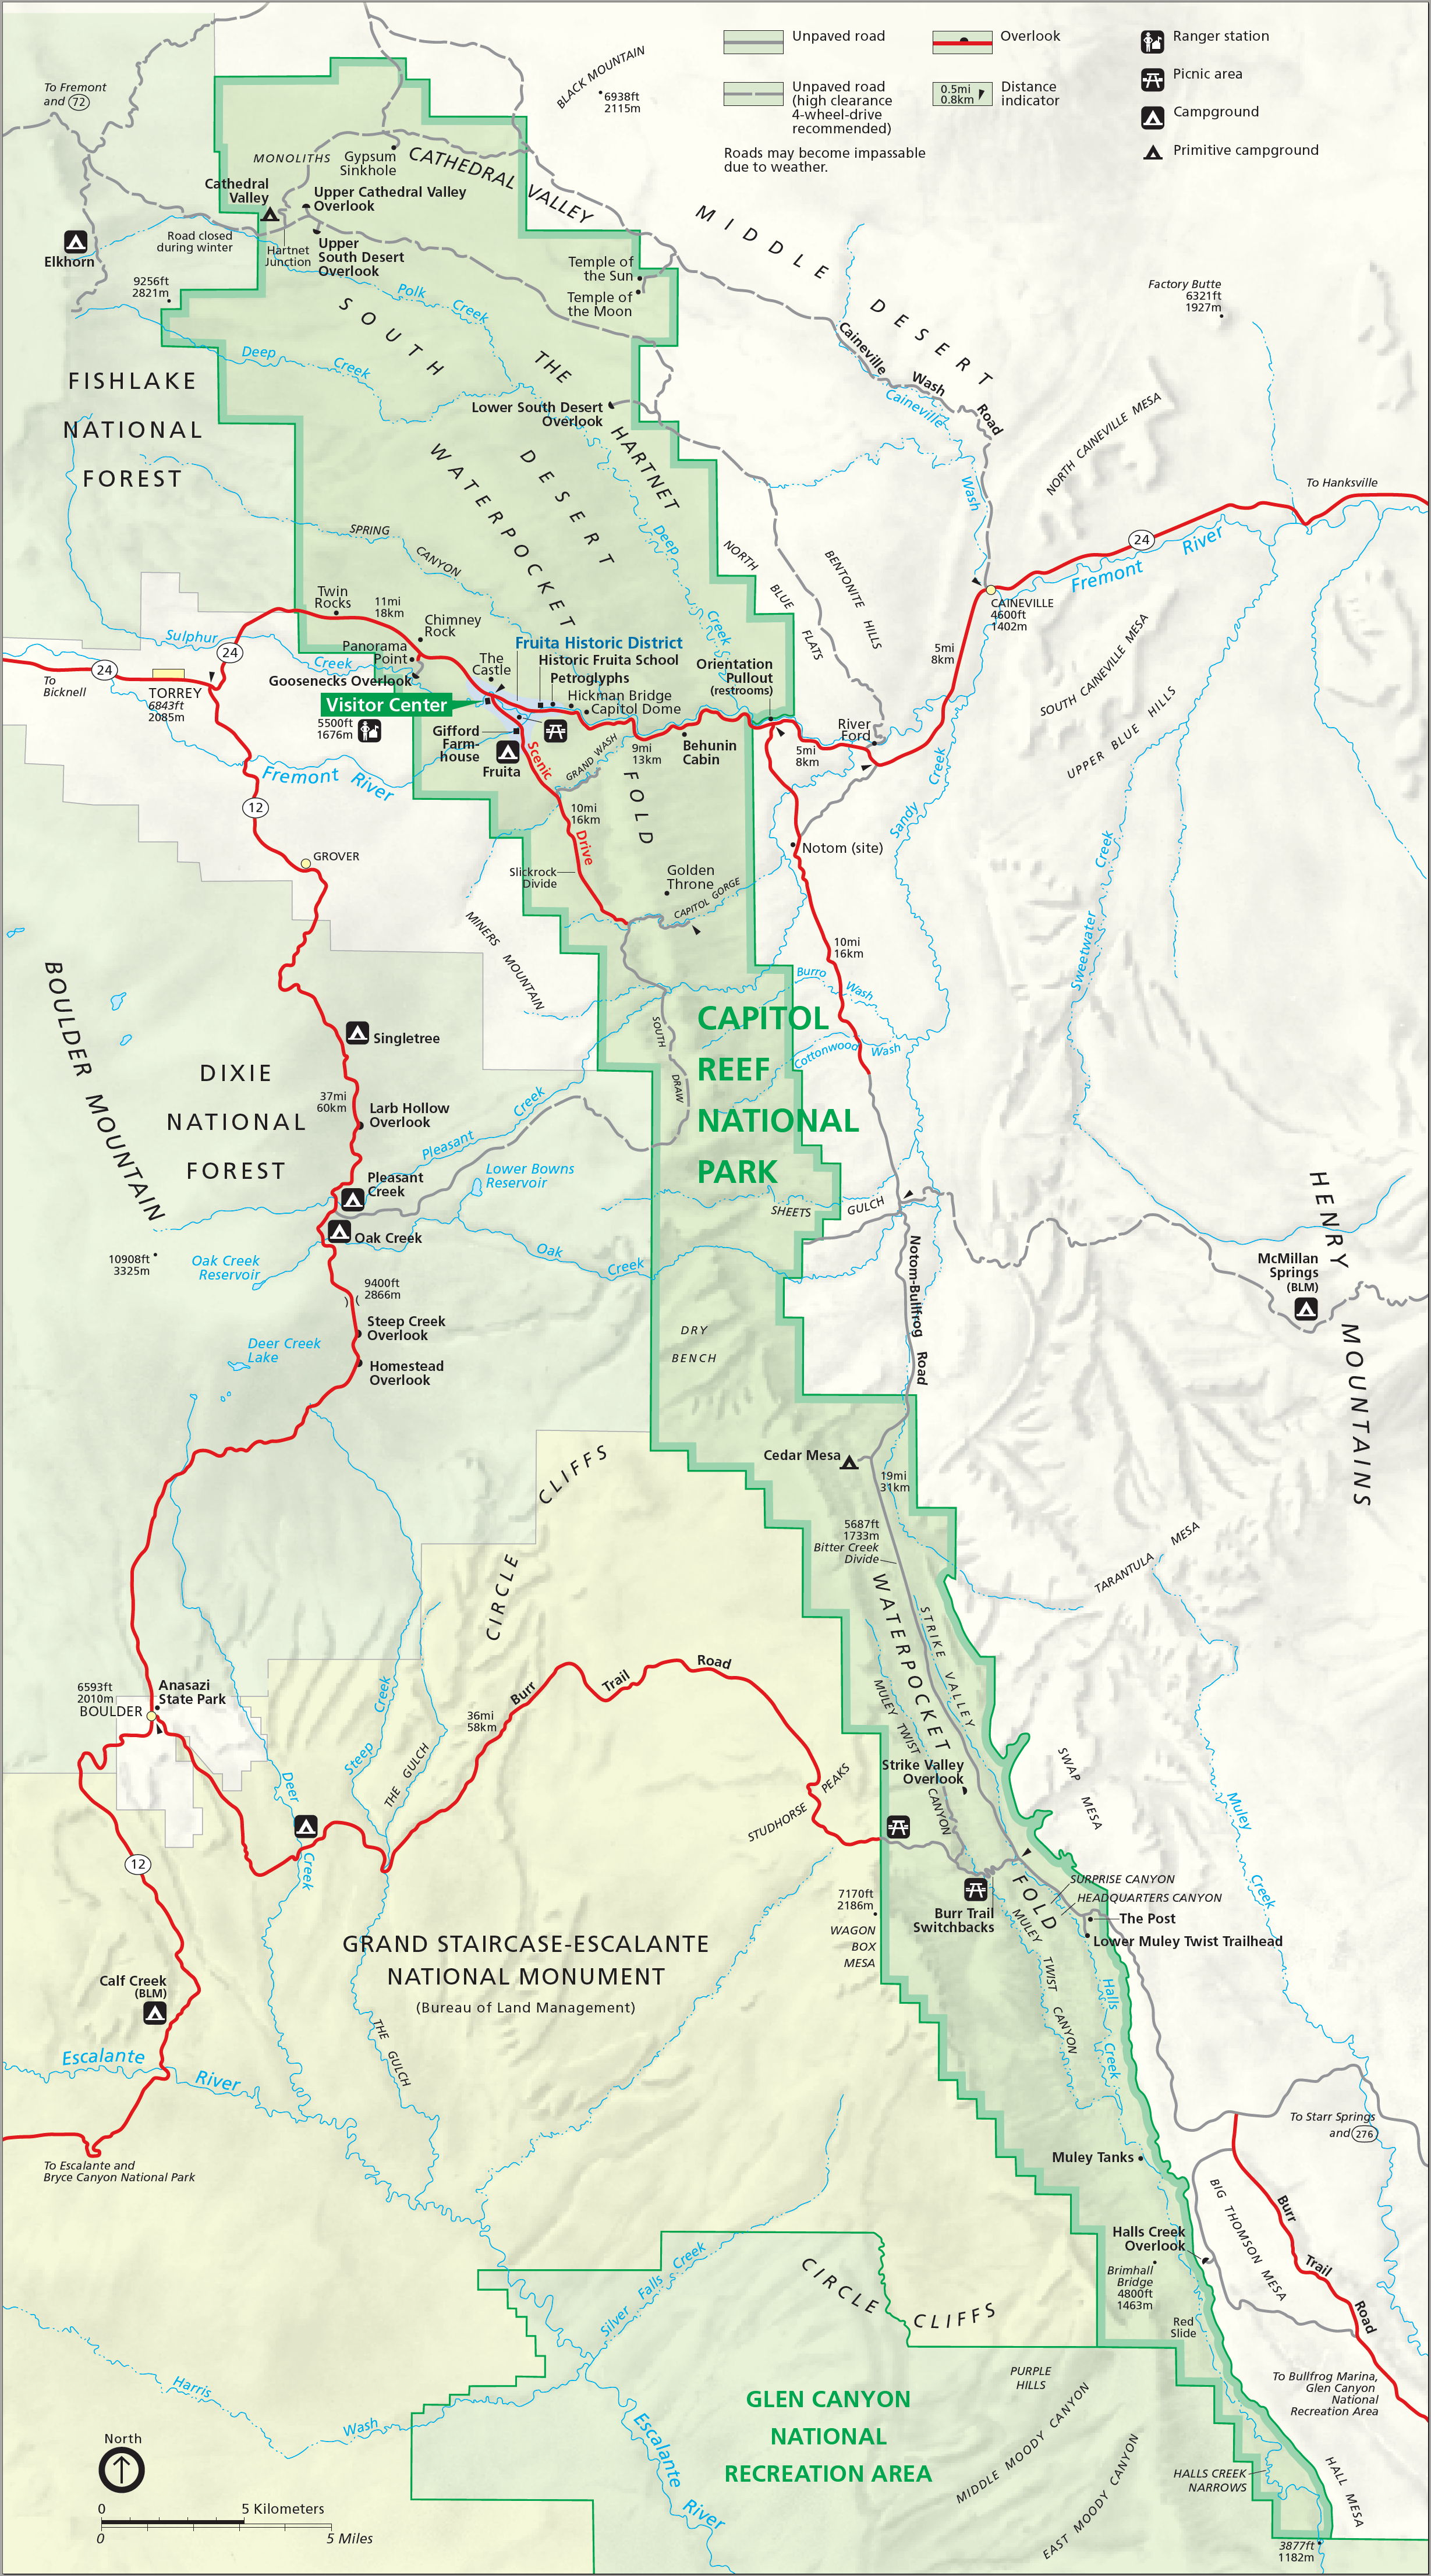 Unpaved road
Overlook
Ranger station
Picnic area
Unpaved road
(high clearance
4-wheel-drive
recommended)
0.5mi
0.8km
Distance
indicator
Campground
Primitive campground
Roads may become impassable
due to weather.
To Fremont
and 72
BLACK MOUNTAIN
6938ft
2115m
MONOLITHS
Gypsum
Sinkhole
CATHEDRAL VALLEY
Cathedral
Valley
Upper Cathedral Valley
Overlook
MIDDLE DESERT
Elkhorn
Road closed
during winter
Hartnet
Junction
Upper
South Desert
Overlook
9256ft
2821m
Temple of
the Sun
Temple of
the Moon
Factory Butte
6321ft
1927m
Polk Creek
SOUTH DESERT
Deep Creek
THE HARTNET
Caineville Wash Road
Caineville Wash
FISHLAKE
NATIONAL
FOREST
Lower South Desert
Overlook
NORTH CAINEVILLE MESA
WATERPOCKET FOLD
To Hanksville
SPRING CANYON
Deep Creek
NORTH BLUE FLATS
BENTONITE HILLS
24
Fremont River
CAINEVILLE
4600ft
1402m
Twin
Rocks
11mi
18km
Chimney
Rock
Sulphur Creek
24
24
Panorama
Point
Goosenecks Overlook
The
Castle
Fruita Historic District
Historic Fruita School
Petroglyphs
Hickman Bridge
Capitol Dome
Orientation
Pullout
(restrooms)
5mi
8km
SOUTH CAINEVILLE MESA
UPPER BLUE HILLS
To
Bicknell
TORREY
6843ft
2085m
Visitor Center
5500ft
1676m
Gifford
Farm-
house
Fruita
Scenic Drive
GRAND WASH
9mi
13km
Behunin
Cabin
5mi
8km
River
Ford
Fremont River
12
10mi
16km
Sandy Creek
Notom (site)
GROVER
Slickrock
Divide
Golden
Throne
CAPITOL GORGE
Sweetwater Creek
MINERS MOUNTAIN
10mi
16km
BOULDER MOUNTAIN
Burro Wash
CAPITOL
REEF
NATIONAL
PARK
SOUTH DRAW
Cottonwood Wash
Singletree
DIXIE
NATIONAL
FOREST
37mi
60km
Larb Hollow
Overlook
Pleasant Creek
Pleasant
Creek
Lower Bowns
Reservoir
SHEETS GULCH
HENRY MOUNTAINS
Oak Creek
10908ft
3325m
Oak Creek
Reservoir
Oak Creek
Notom-Bullfrog Road
McMillan
Springs
(BLM)
9400ft
2866m
Steep Creek
Overlook
Deer Creek
Lake
DRY
BENCH
Homestead
Overlook
CIRCLE CLIFFS
Cedar Mesa
19mi
31km
5687ft
1733m
Bitter Creek
Divide
TARANTULA MESA
WATERPOCKET FOLD
STRIKE VALLEY
6593ft
2010m
BOULDER
Anasazi
State Park
Burr Trail Road
36mi
58km
Steep Creek
THE GULCH
Deer Creek
MULEY TWIST CANYON
Strike Valley
Overlook
SWAP MESA
STUDHORSE PEAKS
Muley Creek
12
SURPRISE CANYON
HEADQUARTERS CANYON
7170ft
2186m
Burr Trail
Switchbacks
The Post
Lower Muley Twist Trailhead
WAGON
BOX
MESA
MULEY TWIST CANYON
GRAND STAIRCASE-ESCALANTE
NATIONAL MONUMENT
(Bureau of Land Management)
Calf Creek
(BLM)
Halls Creek
THE GULCH
Escalante River
To Starr Springs
and 276
To Escalante and
Bryce Canyon National Park
Muley Tanks
BIG THOMSON MESA
Burr Trail Road
Halls Creek
Overlook
Brimhall
Bridge
4800ft
1463m
Red
Slide
Silver Falls Creek
CIRCLE CLIFFS
Harris Wash
PURPLE
HILLS
To Bullfrog Marina,
Glen Canyon
National
Recreation Area
GLEN CANYON
NATIONAL
RECREATION AREA
Escalante River
MIDDLE MOODY CANYON
EAST MOODY CANYON
HALLS CREEK
NARROWS
HALL MESA
3877ft
1182m
North
0 5 Kilometers
0 5 Miles